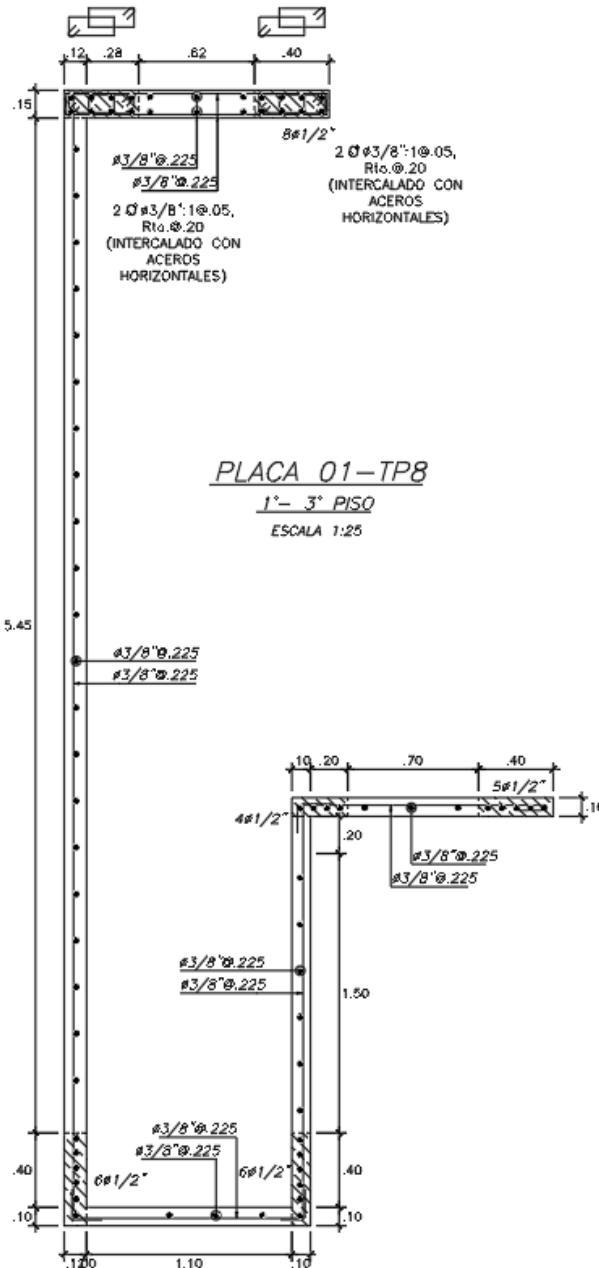 .12 .28 .62 .40
.15
8ø1/2"
ø3/8"@.225
ø3/8"@.225
2 ø3/8":1@.05,
Rto.@.20
(INTERCALADO CON
ACEROS
HORIZONTALES)
2 ø3/8":1@.05,
Rto.@.20
(INTERCALADO CON
ACEROS
HORIZONTALES)
PLACA 01-TP8
1°- 3° PISO
ESCALA 1:25
5.45
ø3/8"@.225
ø3/8"@.225
.10 .20 .70 .40
5ø1/2"
4ø1/2"
.20
ø3/8"@.225
ø3/8"@.225
ø3/8"@.225
ø3/8"@.225
1.50
ø3/8"@.225
ø3/8"@.225
.40
6ø1/2"
6ø1/2"
.40
.10
.10
1.10
.10